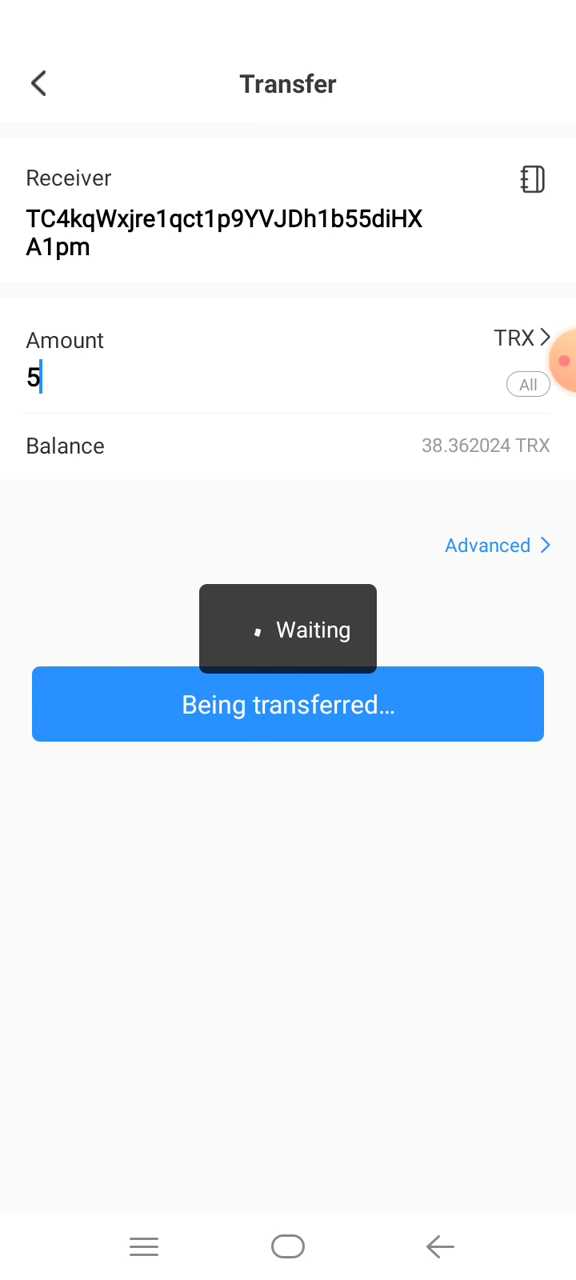 Transfer
Receiver
TC4kqWxjre1qct1p9YVJDh1b55diHX
A1pm
Amount
TRX
5
All
Balance
38.362024 TRX
Advanced
Waiting
Being transferred...